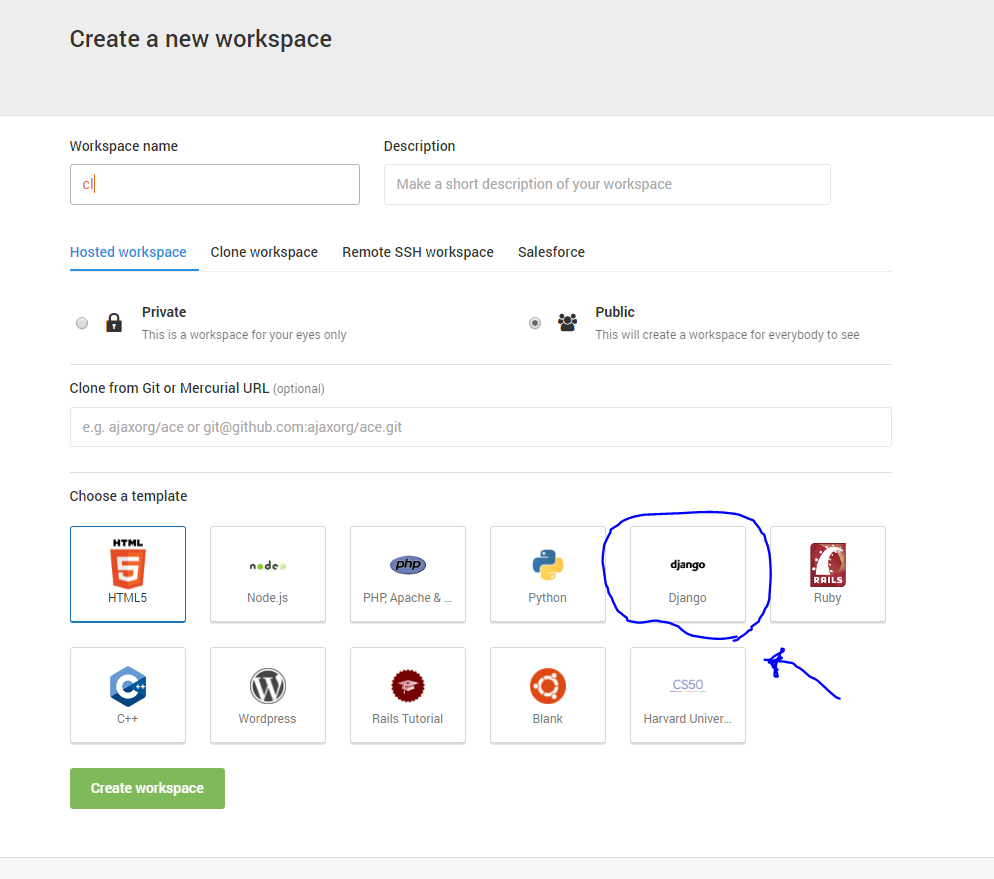 Create a new workspace
Workspace name Description
cl Make a short description of your workspace
Hosted workspace Clone workspace Remote SSH workspace Salesforce
Private Public
This is a workspace for your eyes only This will create a workspace for everybody to see
Clone from Git or Mercurial URL (optional)
e.g. ajaxorg/ace or git@github.com:ajaxorg/ace.git
Choose a template
HTML
5 node php django RAILS
HTML5 Node.js PHP, Apache & ... Python Django Ruby
C++ W CS50
C++ Wordpress Rails Tutorial Blank Harvard Univer...
Create workspace